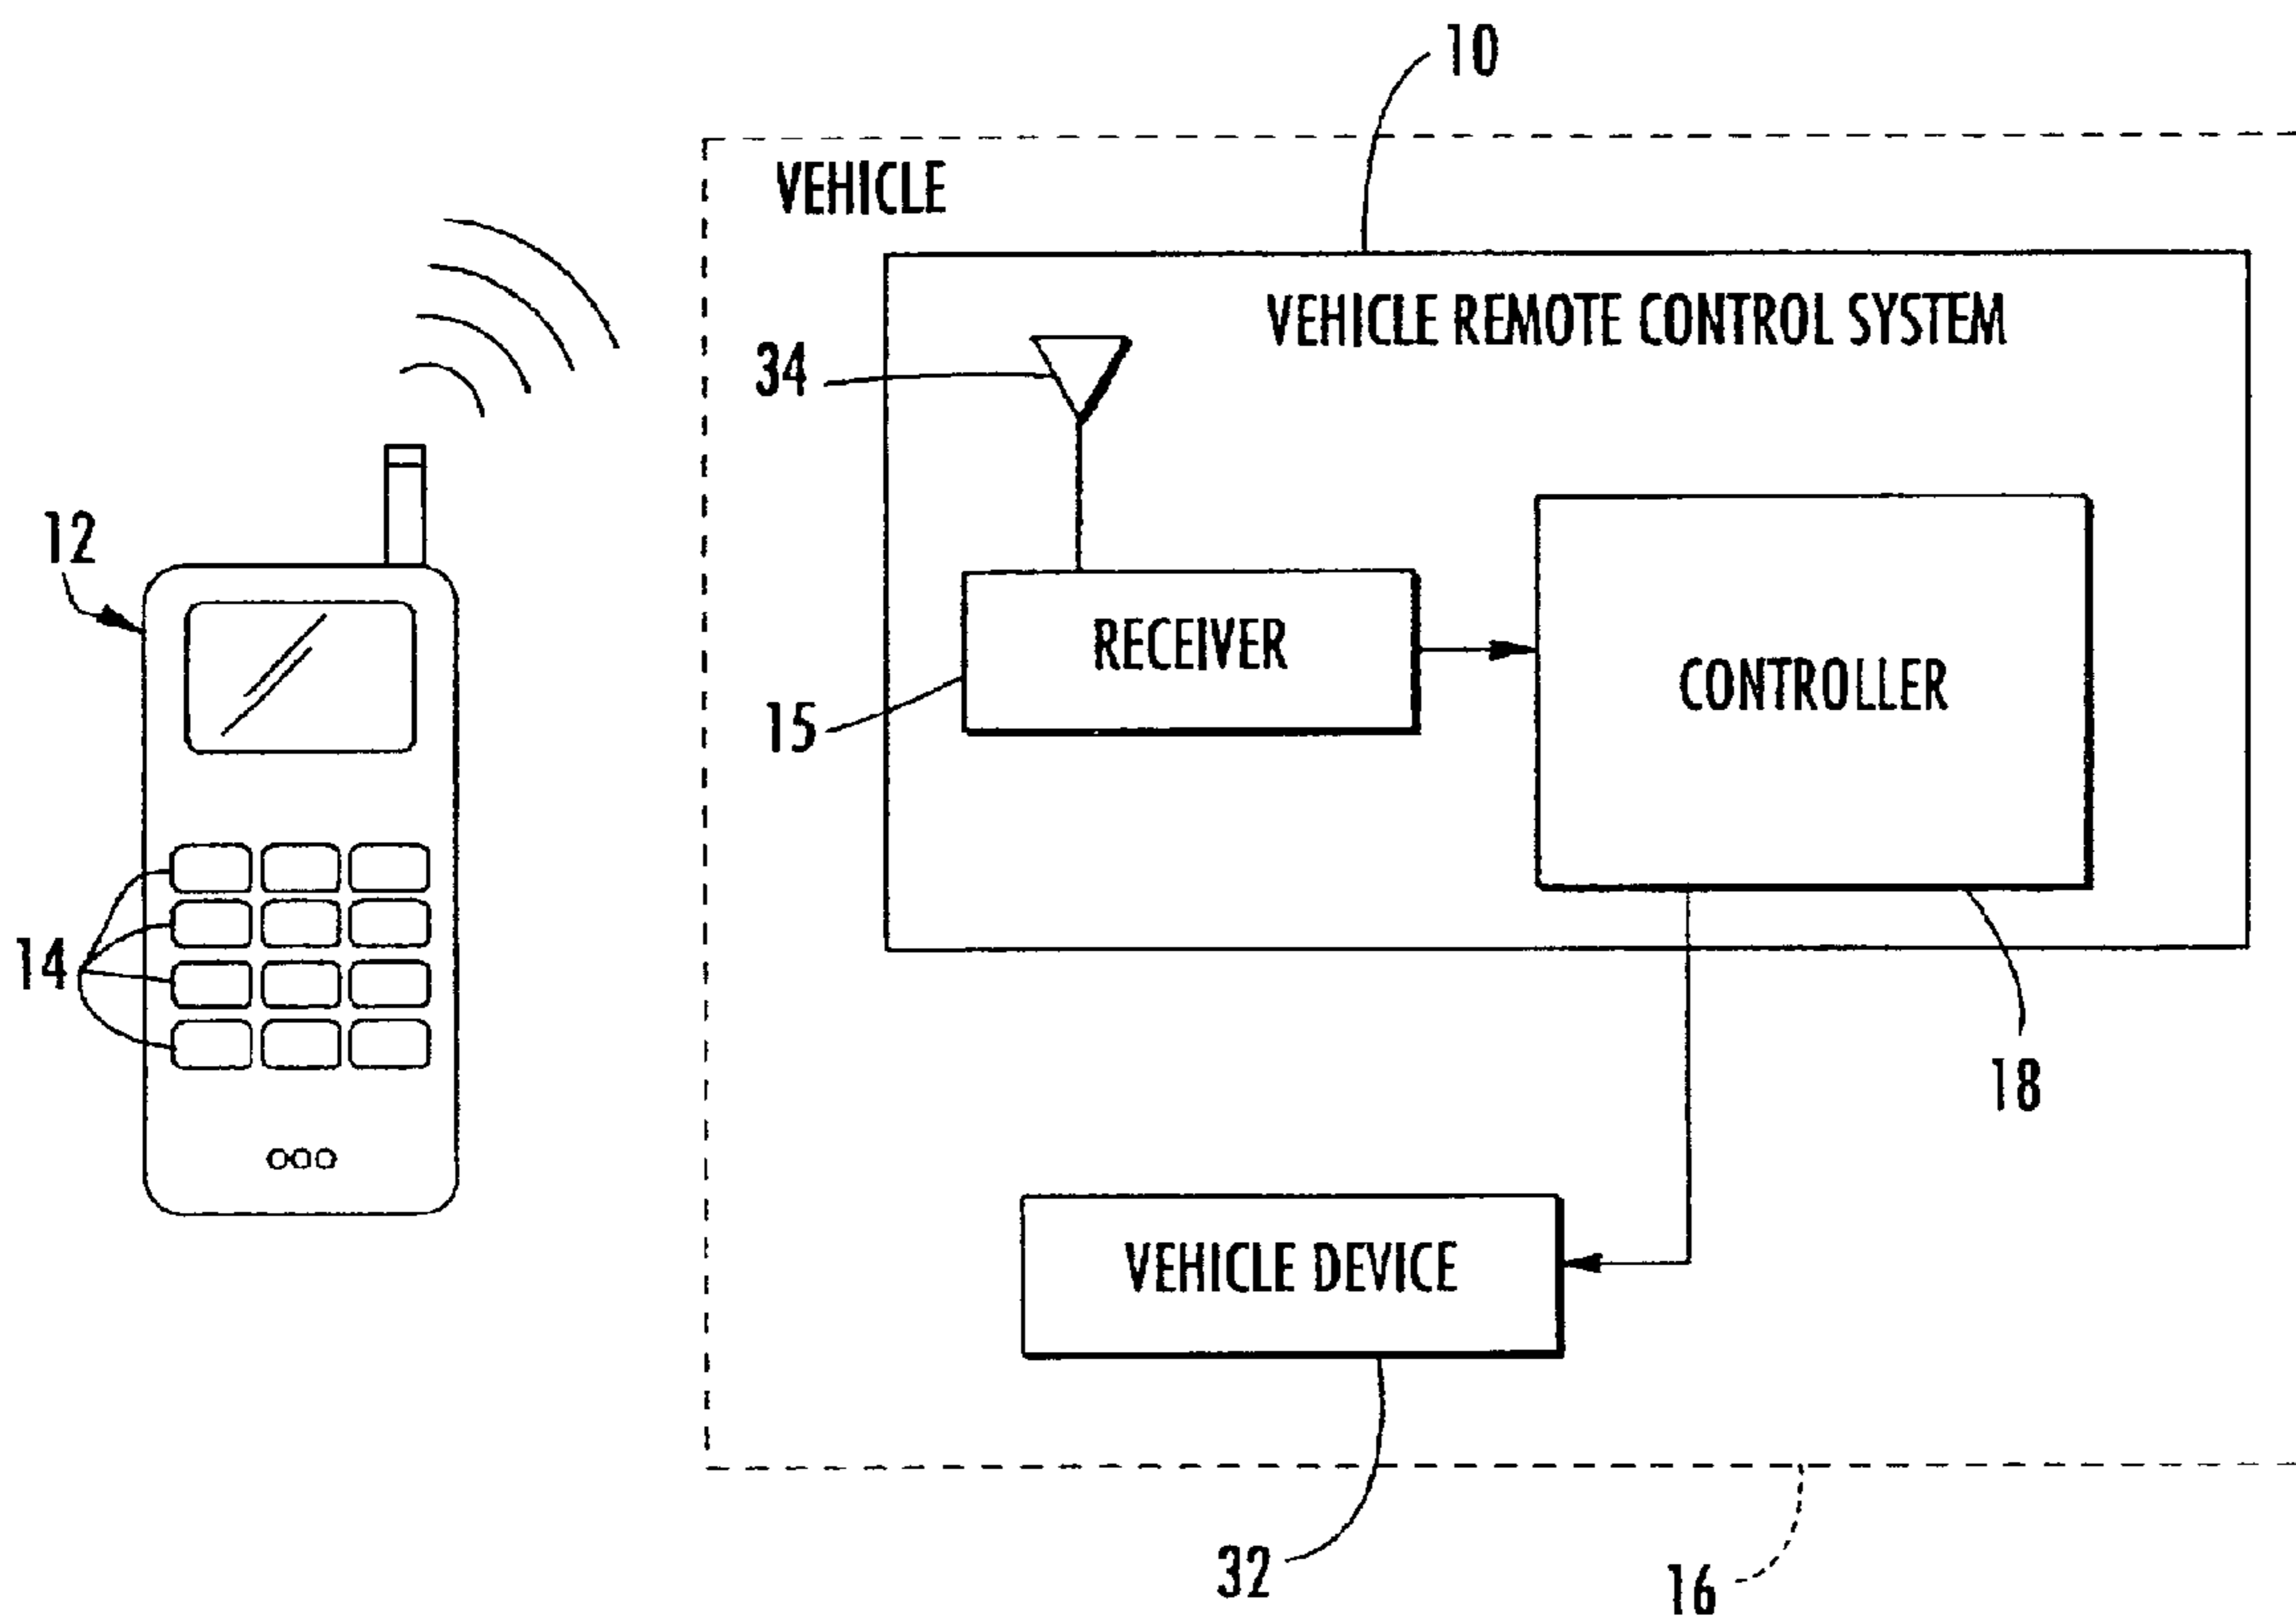 10
VEHICLE
VEHICLE REMOTE CONTROL SYSTEM
34
12
RECEIVER
CONTROLLER
15
14
18
VEHICLE DEVICE
32
16